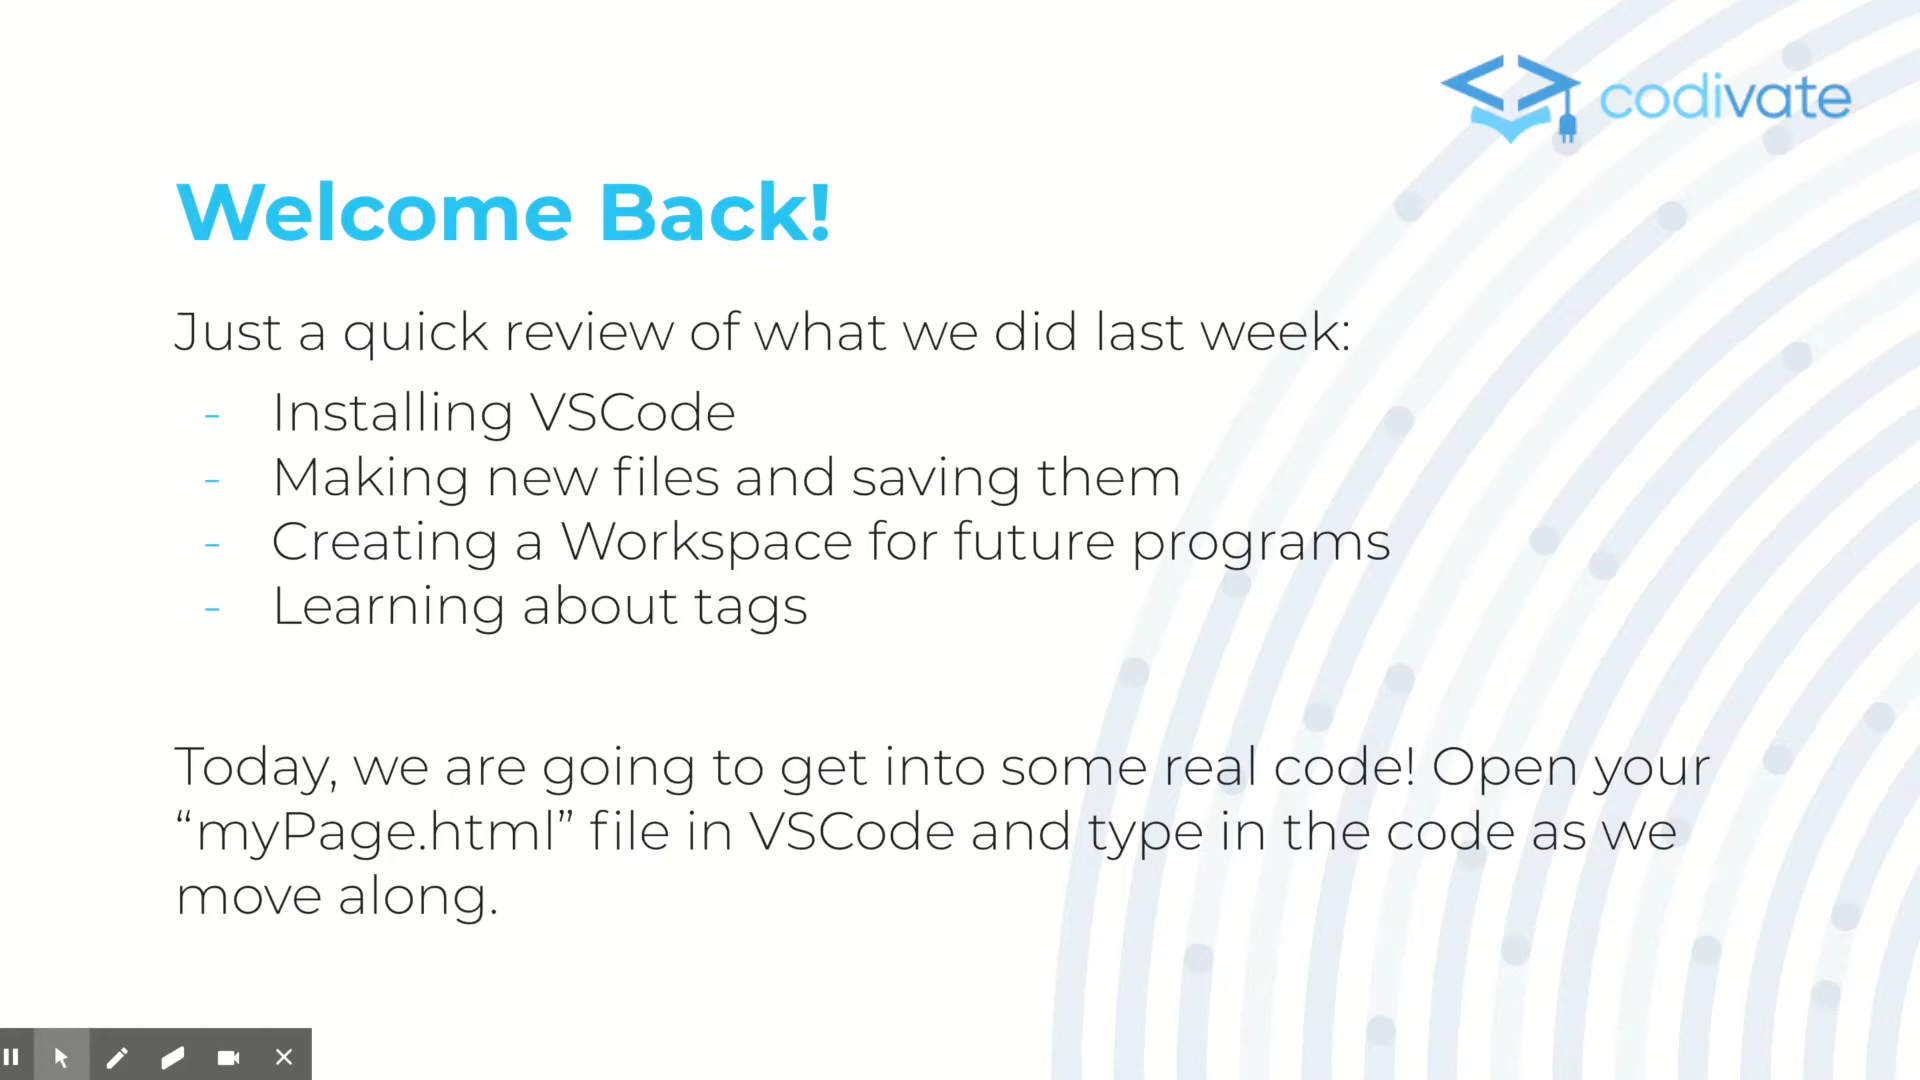 codivate
Welcome Back!
Just a quick review of what we did last week:
- Installing VSCode
- Making new files and saving them
- Creating a Workspace for future programs
- Learning about tags
Today, we are going to get into some real code! Open your
“myPage.html” file in VSCode and type in the code as we
move along.